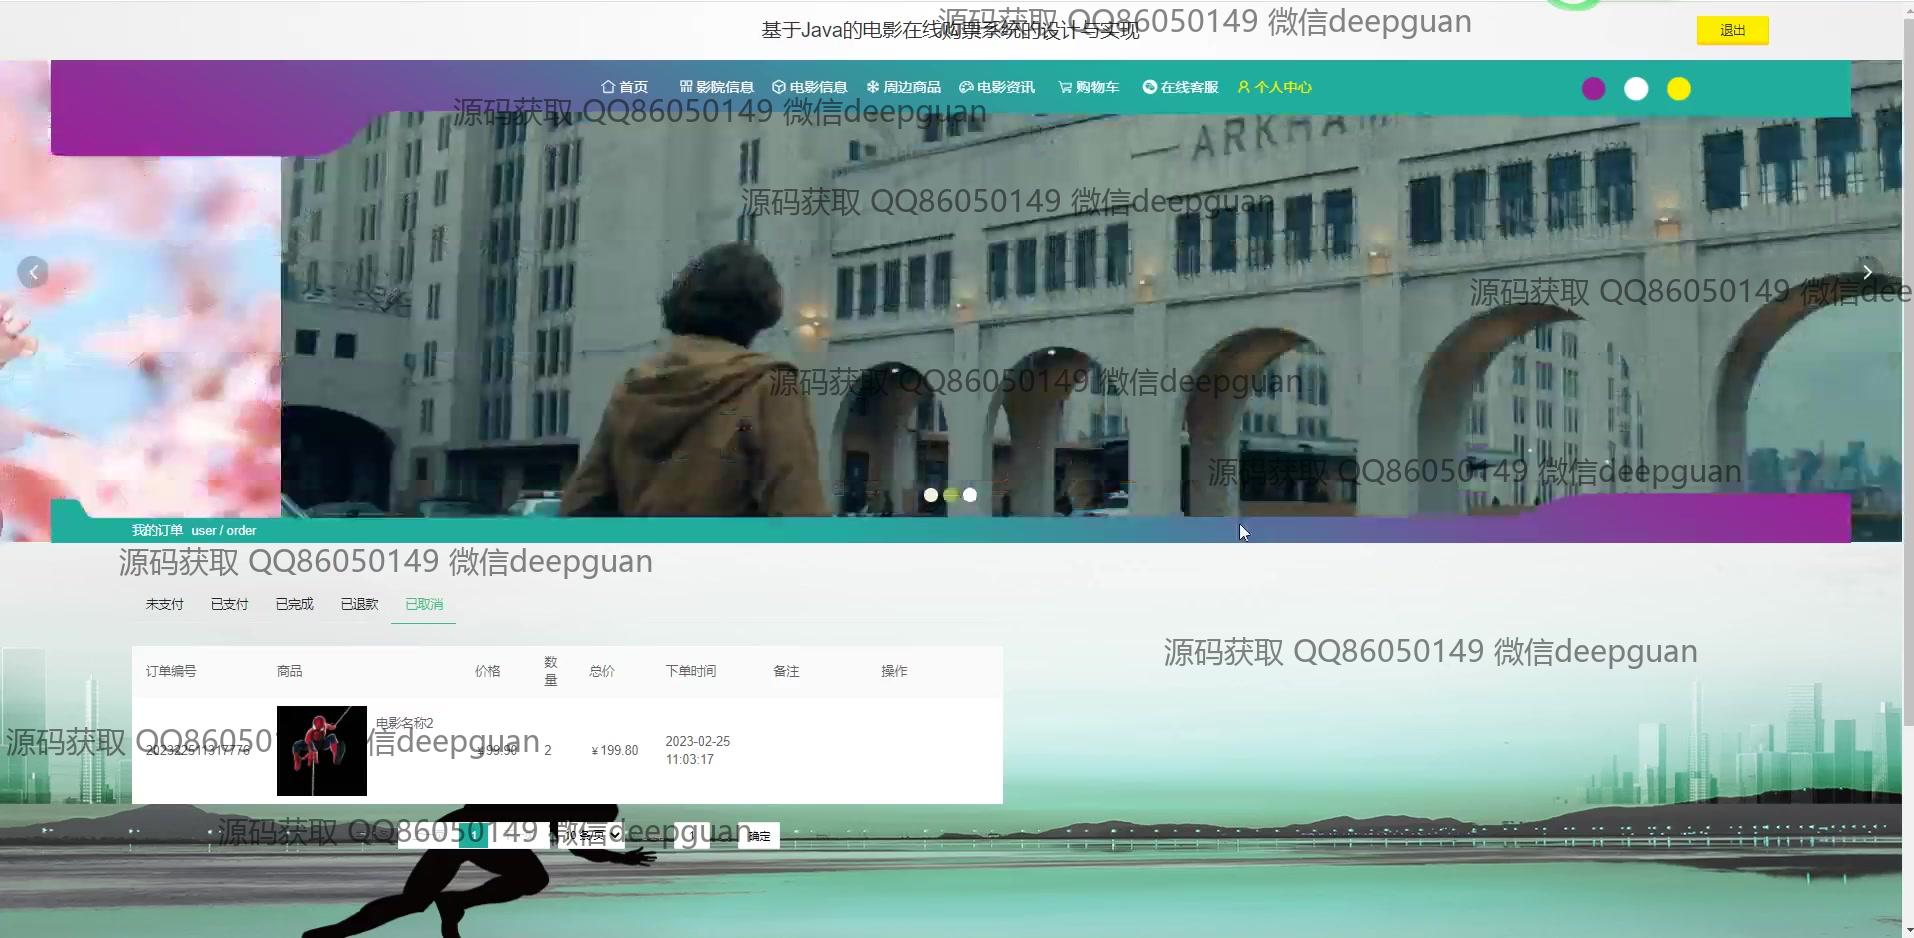 源码获取 QQ86050149 微信deepguan
基于Java的电影在线购票系统的设计与实现
退出
首页 影院信息 电影信息 周边商品 电影资讯 购物车 在线客服 个人中心
源码获取 QQ86050149 微信deepguan
ARKHAM
源码获取 QQ86050149 微信deepguan
源码获取 QQ86050149 微信dee
源码获取 QQ86050149 微信deepguan
源码获取 QQ86050149 微信deepguan
我的订单 user / order
源码获取 QQ86050149 微信deepguan
未支付 已支付 已完成 已退款 已取消
源码获取 QQ86050149 微信deepguan
订单编号 商品 价格 数量 总价 下单时间 备注 操作
电影名称2
源码获取 QQ86050 信deepguan
202322511317776 ￥99.90 2 ￥199.80 2023-02-25
11:03:17
源码获取 QQ86050149 微信deepguan
1 10 条/页 1 确定